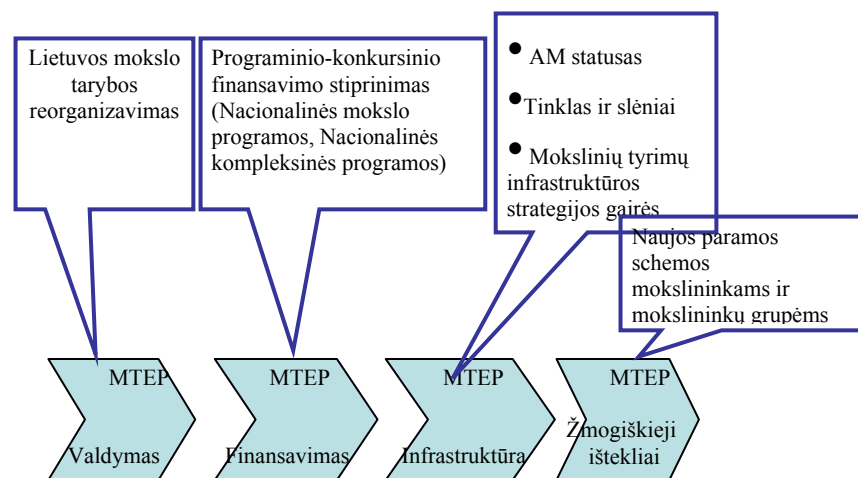 Lietuvos mokslo
tarybos
reorganizavimas
Programinio-konkursinio
finansavimo stiprinimas
(Nacionalinės mokslo
programos, Nacionalinės
kompleksinės programos)
• AM statusas
• Tinklas ir slėniai
• Mokslinių tyrimų
infrastruktūros
strategijos gairės
Naujos paramos
schemos
mokslininkams ir
mokslininkų grupėms
MTEP
Valdymas
MTEP
Finansavimas
MTEP
Infrastruktūra
MTEP
Žmogiškieji
ištekliai